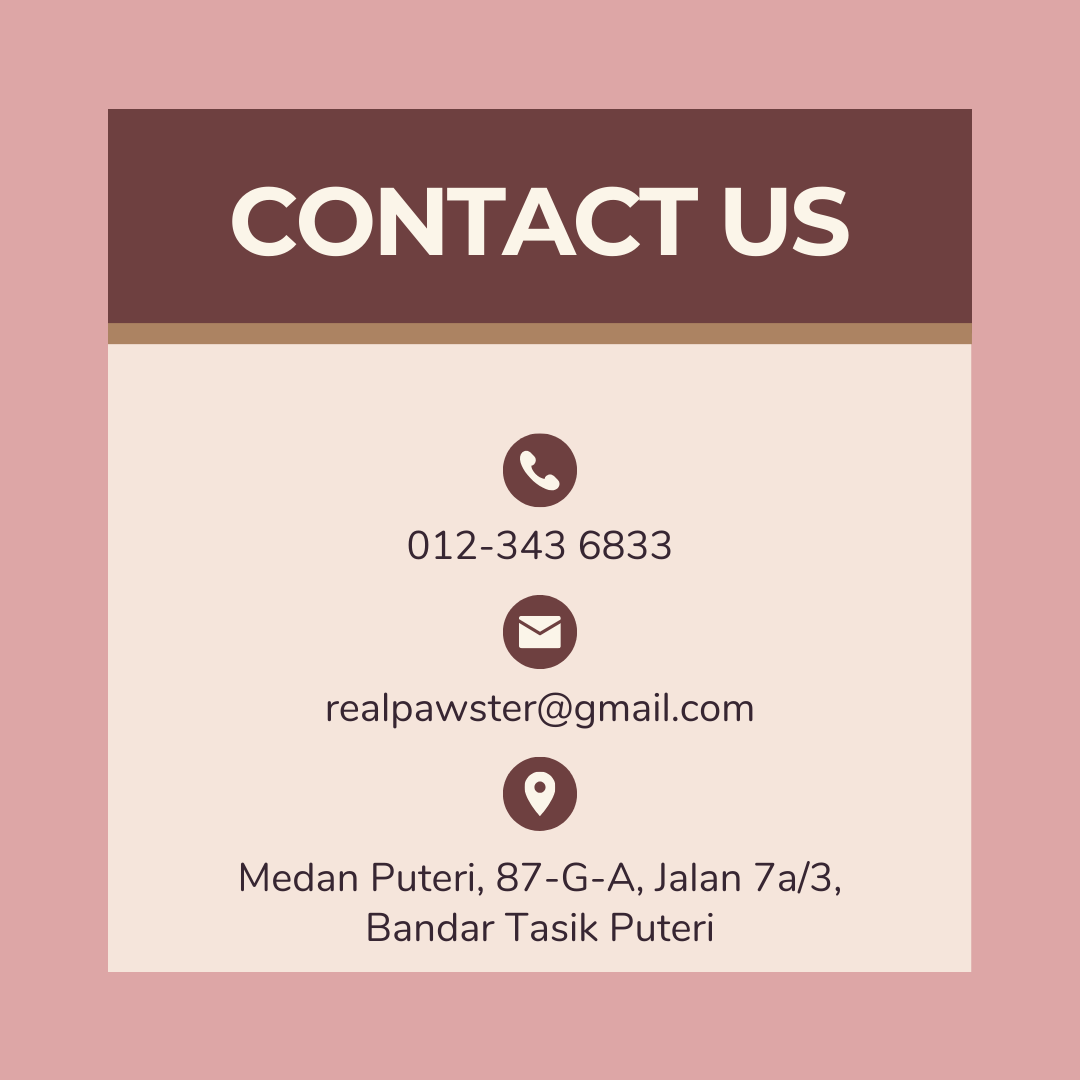 CONTACT US
012-343 6833
realpawster@gmail.com
Medan Puteri, 87-G-A, Jalan 7a/3,
Bandar Tasik Puteri